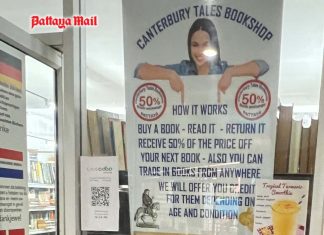 Pattaya Mail
CANTERBURY TALES BOOKSHOP
50%
50%
HOW IT WORKS
BUY A BOOK - READ IT - RETURN IT
RECEIVE 50% OF THE PRICE OFF
YOUR NEXT BOOK - ALSO YOU CAN
TRADE IN BOOKS FROM ANYWHERE
WE WILL OFFER YOU CREDIT
FOR THEM DEPENDING ON
AGE AND CONDITION
Tropical Turmeric
Smoothie